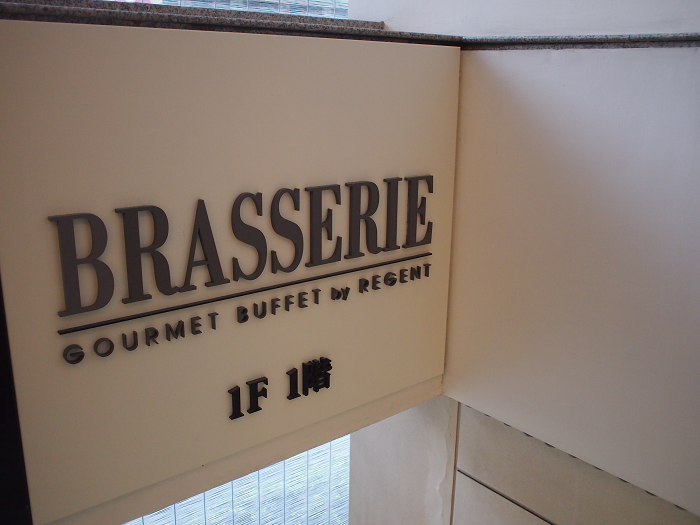 BRASSERIE
GOURMET BUFFET by REGENT
1F 1階